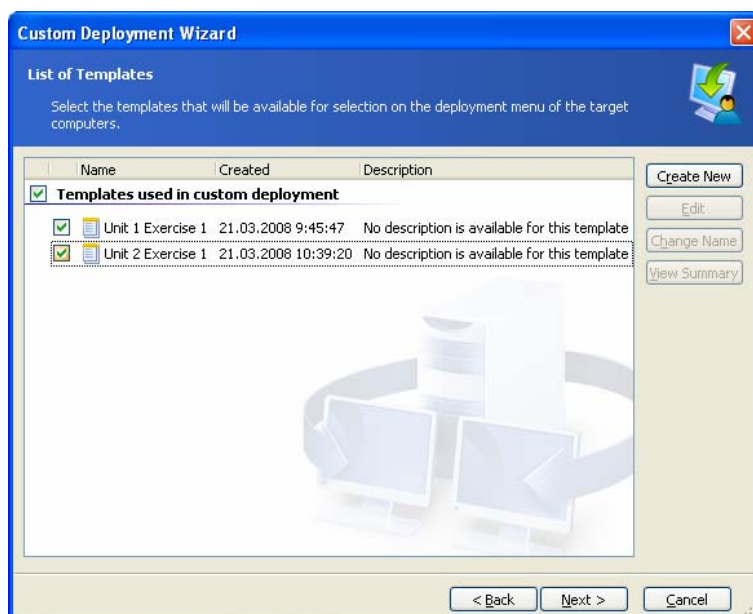 Custom Deployment Wizard
List of Templates
Select the templates that will be available for selection on the deployment menu of the target
computers.
Name Created Description
Templates used in custom deployment
Unit 1 Exercise 1 21.03.2008 9:45:47 No description is available for this template
Unit 2 Exercise 1 21.03.2008 10:39:20 No description is available for this template
Create New
Edit
Change Name
View Summary
< Back Next > Cancel